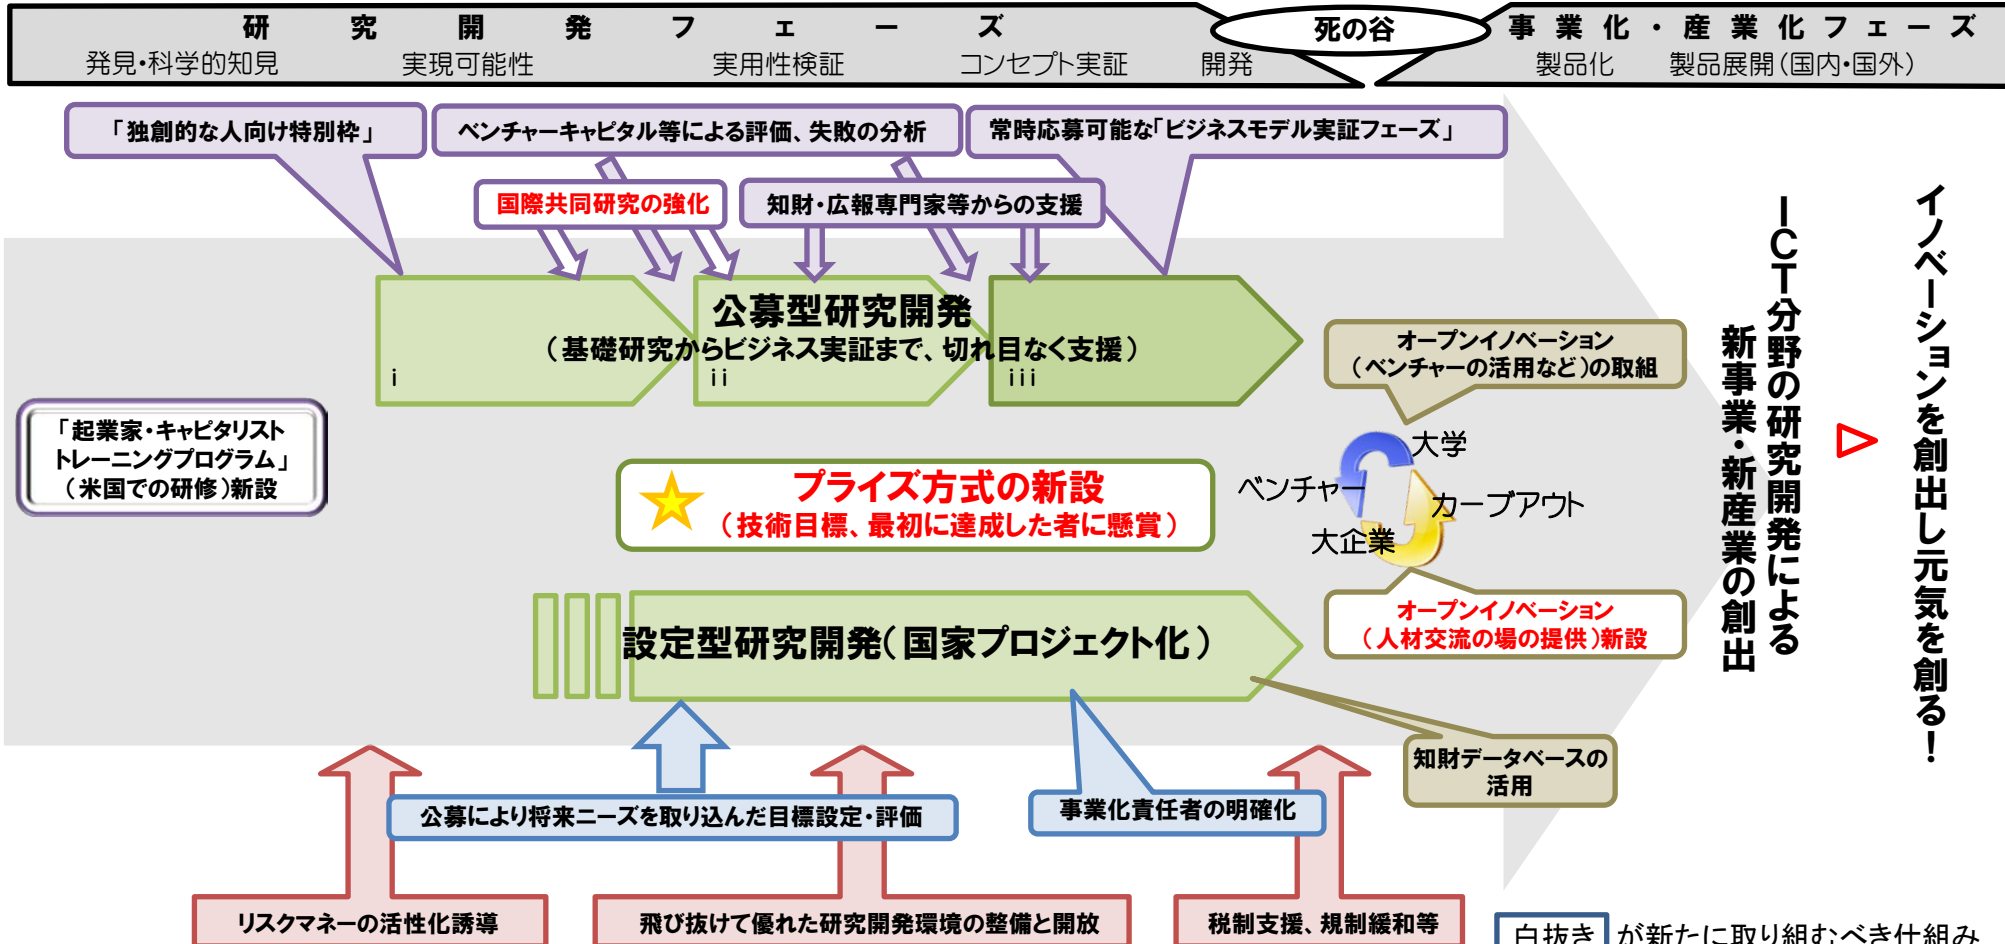 研究開発フェーズ
死の谷
事業化・産業化フェーズ
発見・科学的知見
実現可能性
実用性検証
コンセプト実証
開発
製品化
製品展開（国内・国外）
「独創的な人向け特別枠」
ベンチャーキャピタル等による評価、失敗の分析
常時応募可能な「ビジネスモデル実証フェーズ」
国際共同研究の強化
知財・広報専門家等からの支援
公募型研究開発
（基礎研究からビジネス実証まで、切れ目なく支援）
i
ii
iii
「起業家・キャピタリスト
トレーニングプログラム」
（米国での研修）新設
プライズ方式の新設
（技術目標、最初に達成した者に懸賞）
オープンイノベーション
（ベンチャーの活用など）の取組
大学
ベンチャー
カーブアウト
大企業
オープンイノベーション
（人材交流の場の提供）新設
設定型研究開発（国家プロジェクト化）
知財データベースの
活用
公募により将来ニーズを取り込んだ目標設定・評価
事業化責任者の明確化
リスクマネーの活性化誘導
飛び抜けて優れた研究開発環境の整備と開放
税制支援、規制緩和等
ICT分野の研究開発による
新事業・新産業の創出
イノベーションを創出し元気を創る！
白抜き が新たに取り組むべき仕組み